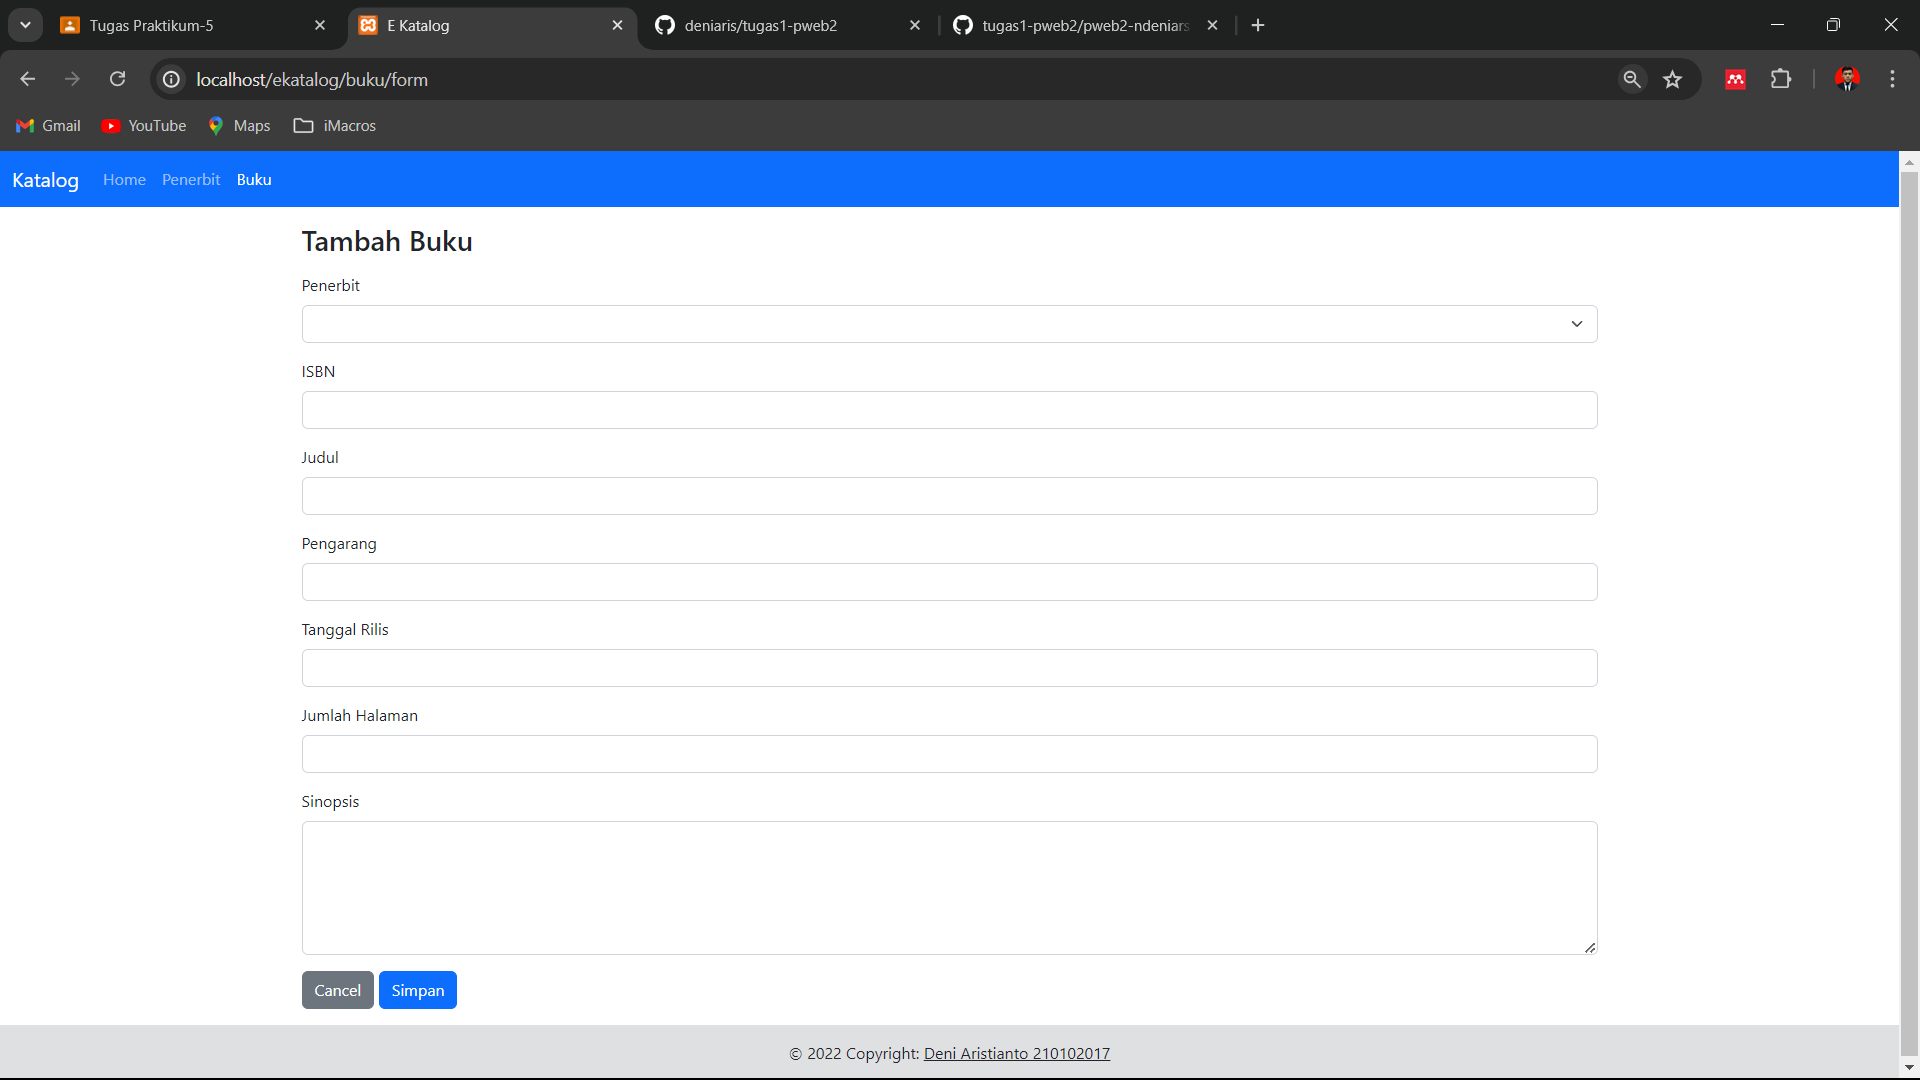 Tugas Praktikum-5
E Katalog
deniaris/tugas1-pweb2
tugas1-pweb2/pweb2-ndeniars
localhost/ekatalog/buku/form
Gmail
YouTube
Maps
iMacros
Katalog
Home
Penerbit
Buku
Tambah Buku
Penerbit
ISBN
Judul
Pengarang
Tanggal Rilis
Jumlah Halaman
Sinopsis
Cancel
Simpan
© 2022 Copyright: Deni Aristianto 210102017